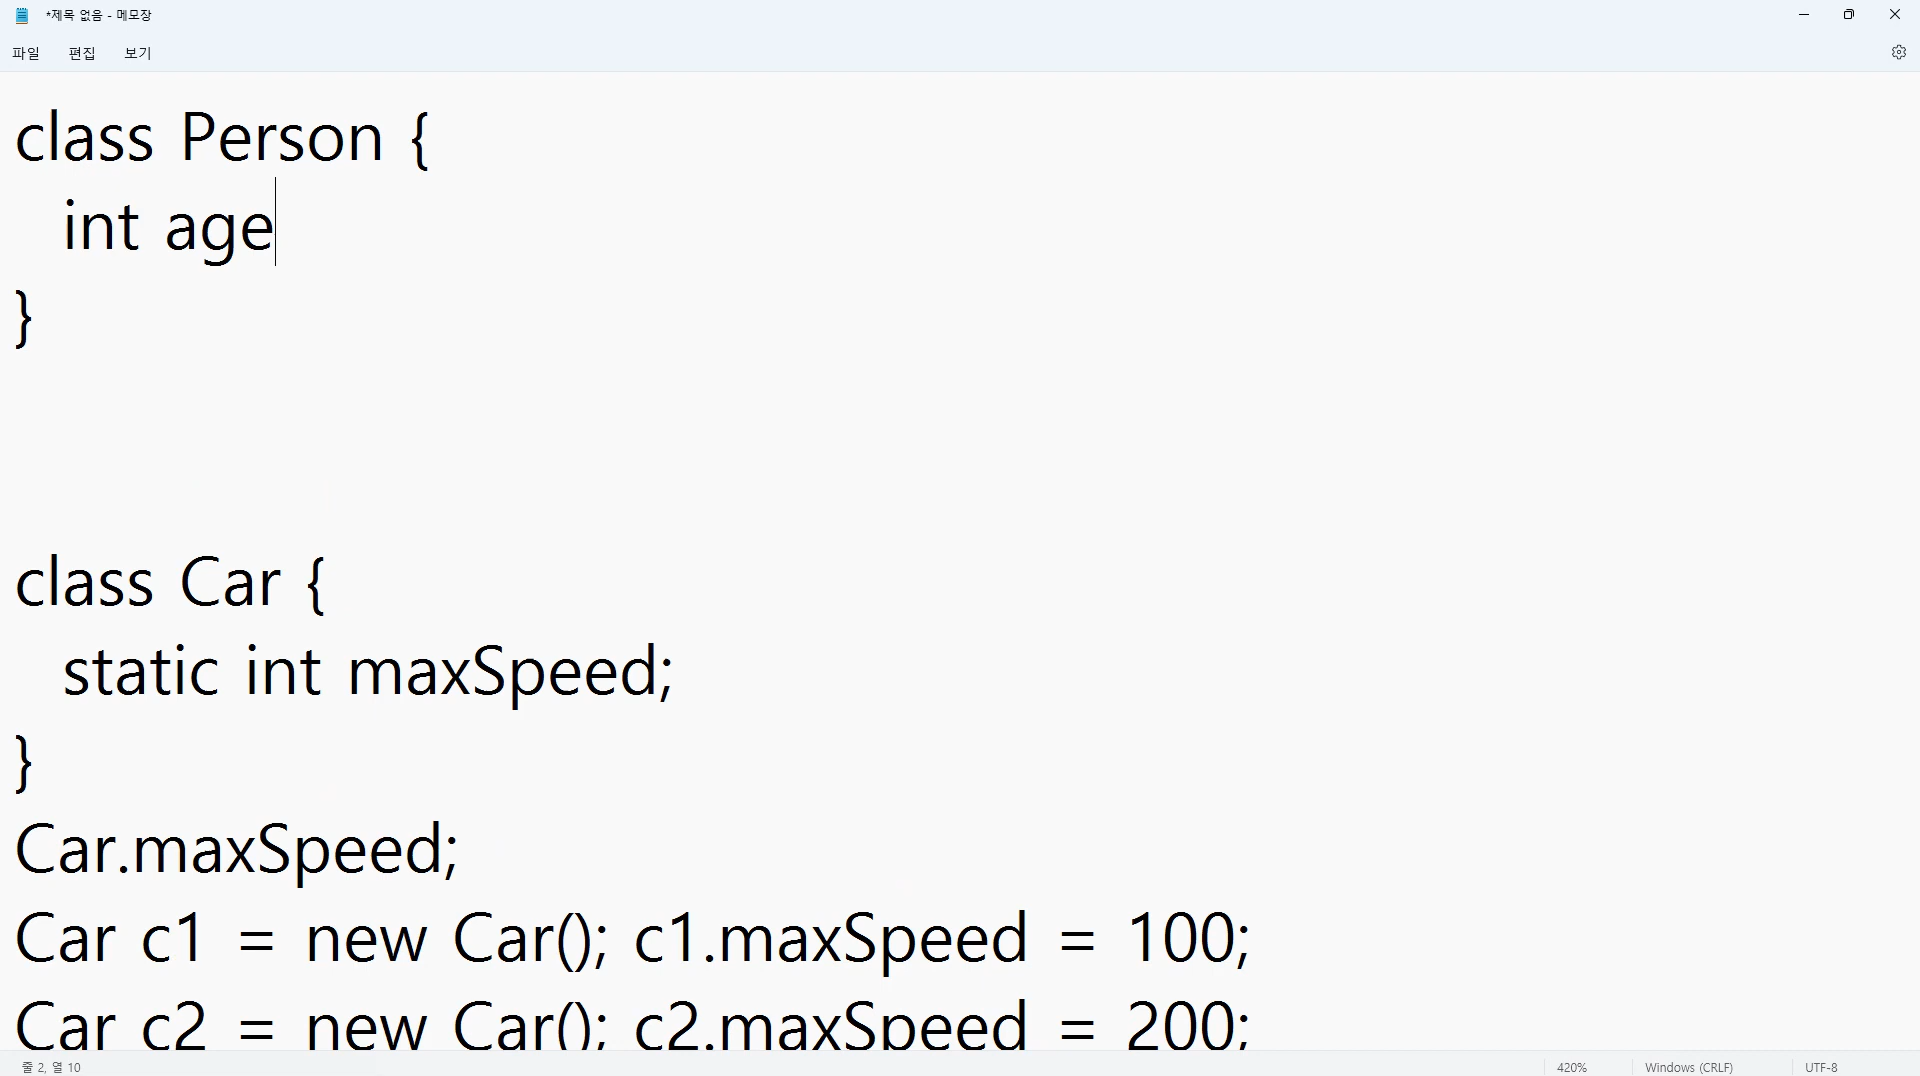 *제목 없음 - 메모장
파일 편집 보기
class Person {
int age
}
class Car {
static int maxSpeed;
}
Car.maxSpeed;
Car c1 = new Car(); c1.maxSpeed = 100;
Car c2 = new Car(); c2.maxSpeed = 200;
줄 2, 열 10 420% Windows (CRLF) UTF-8